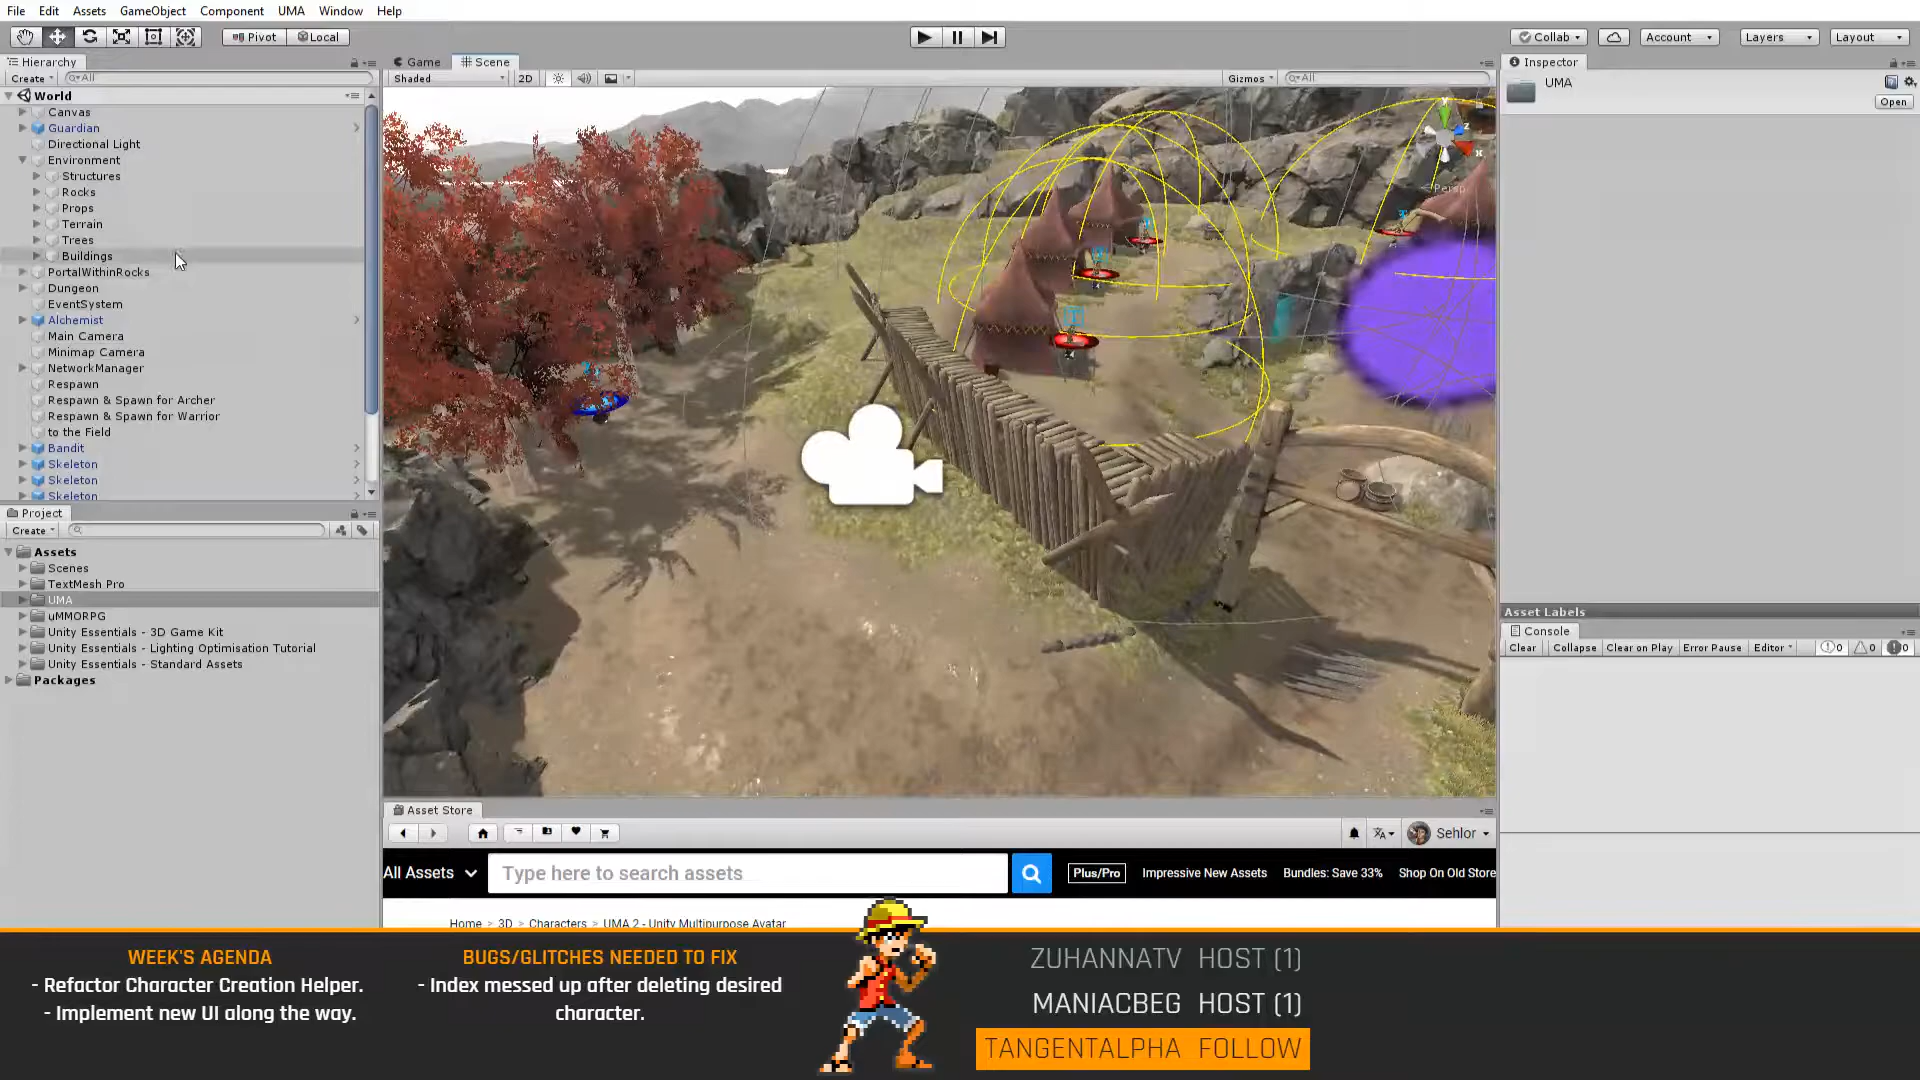 File Edit Assets GameObject Component UMA Window Help
Pivot Local Collab Account Layers Layout
Hierarchy
Create All
World
Canvas
Guardian
Directional Light
Environment
Structures
Rocks
Props
Terrain
Trees
Buildings
PortalWithinRocks
Dungeon
EventSystem
Alchemist
Main Camera
Minimap Camera
NetworkManager
Respawn
Respawn & Spawn for Archer
Respawn & Spawn for Warrior
to the Field
Bandit
Skeleton
Skeleton
Skeleton
Project
Create
Assets
Scenes
TextMesh Pro
UMA
uMMORPG
Unity Essentials - 3D Game Kit
Unity Essentials - Lighting Optimisation Tutorial
Unity Essentials - Standard Assets
Packages
Game Scene
Shaded 2D Gizmos All
y
z
x
Persp
Asset Store
Sehlor
All Assets Type here to search assets Plus/Pro Impressive New Assets Bundles: Save 33% Shop On Old Store
Home > 3D > Characters > UMA 2 - Unity Multipurpose Avatar
Inspector
UMA
Open
Asset Labels
Console
Clear Collapse Clear on Play Error Pause Editor 0 0 0
WEEK'S AGENDA
- Refactor Character Creation Helper.
- Implement new UI along the way.
BUGS/GLITCHES NEEDED TO FIX
- Index messed up after deleting desired
character.
ZUHANNATV HOST (1)
MANIACBEG HOST (1)
TANGENTALPHA FOLLOW